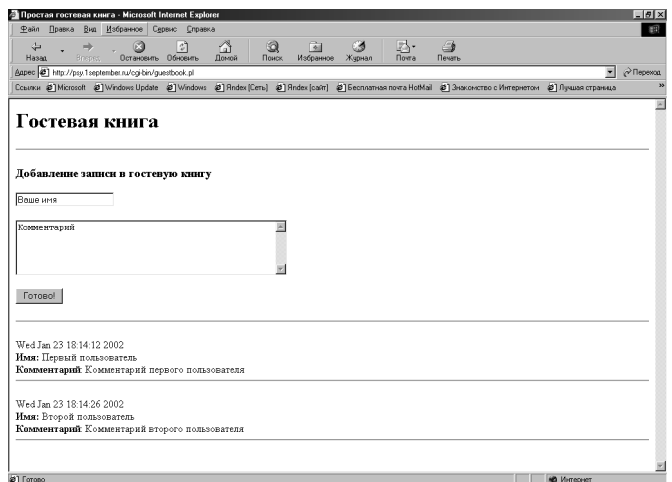 Простая гостевая книга - Microsoft Internet Explorer
Файл Правка Вид Избранное Сервис Справка
Назад Вперед Остановить Обновить Домой Поиск Избранное Журнал Почта Печать
Адрес http://psy.1september.ru/cgi-bin/guestbook.pl Переход
Ссылки Microsoft Windows Update Windows Яndex [Сеть] Яndex [сайт] Бесплатная почта HotMail Знакомство с Интернетом Лучшая страница »
Гостевая книга
Добавление записи в гостевую книгу
Ваше имя
Комментарий
Готово!
Wed Jan 23 18:14:12 2002
Имя: Первый пользователь
Комментарий: Комментарий первого пользователя
Wed Jan 23 18:14:26 2002
Имя: Второй пользователь
Комментарий: Комментарий второго пользователя
Готово Интернет